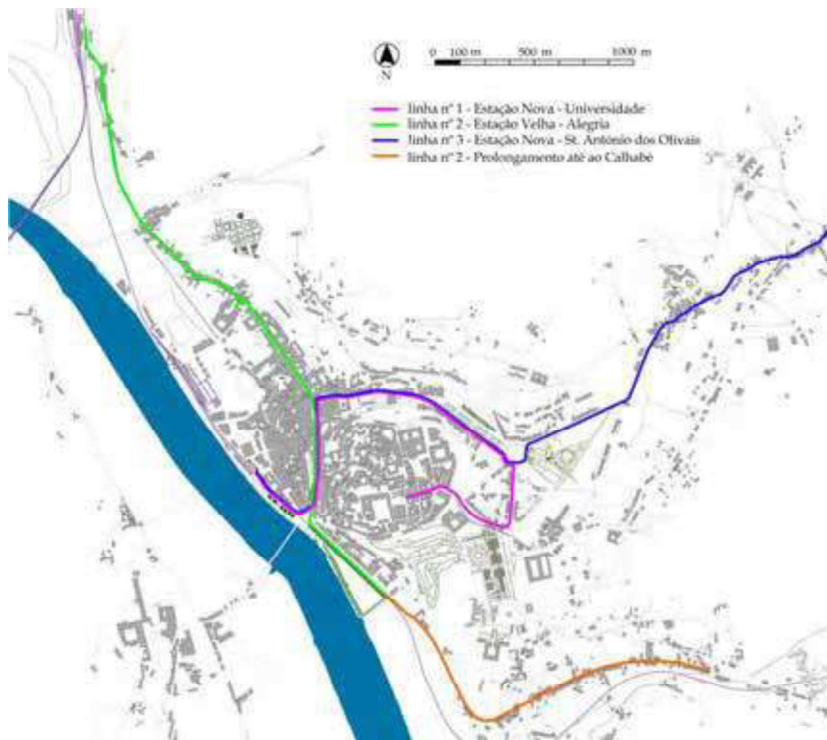 0 100 m 500 m 1000 m
N
linha nº 1 - Estação Nova - Universidade
linha nº 2 - Estação Velha - Alegria
linha nº 3 - Estação Nova - St. António dos Olivais
linha nº 2 - Prolongamento até ao Calhabé